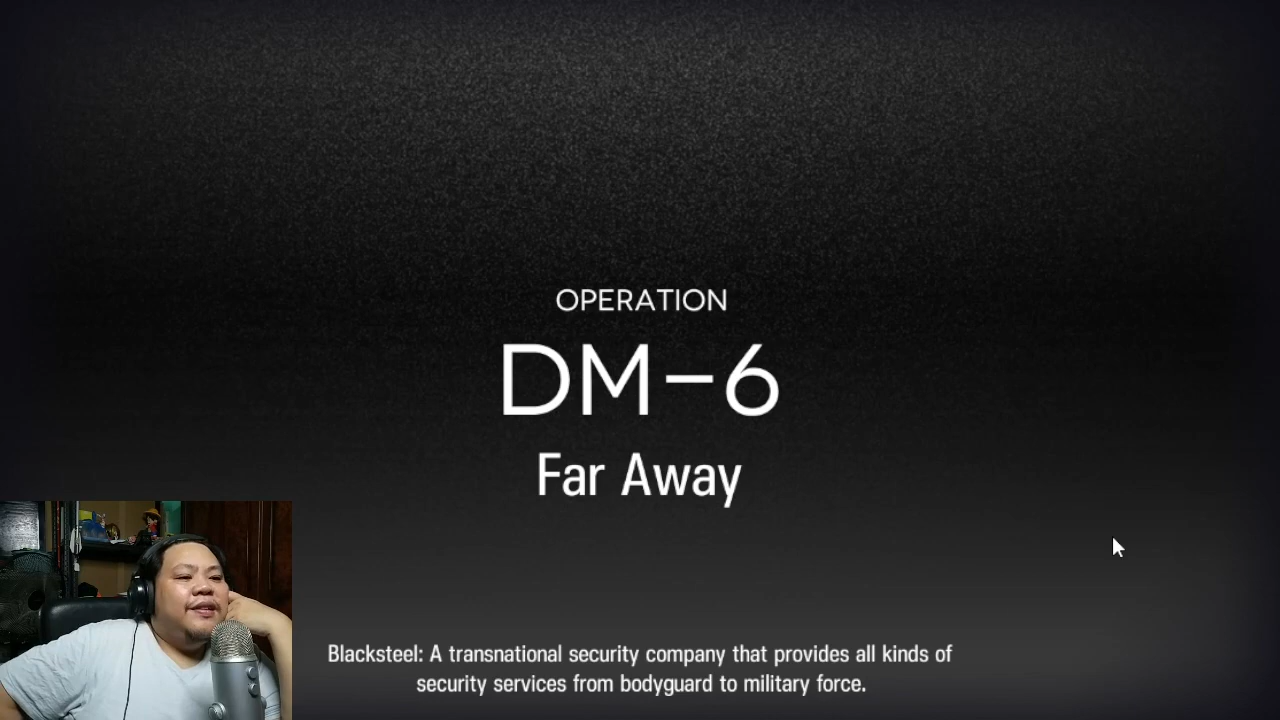 OPERATION
DM-6
Far Away
Blacksteel: A transnational security company that provides all kinds of
security services from bodyguard to military force.